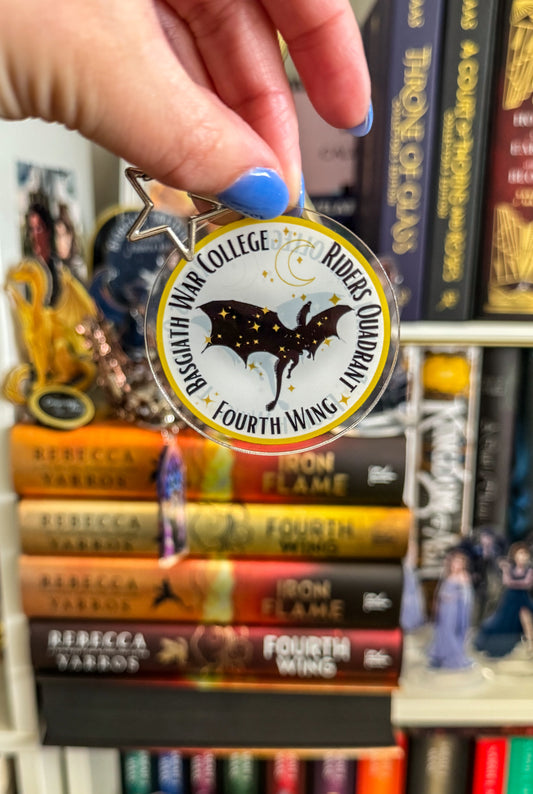 THRONE OF GLASS
A COURT OF THORNS AND ROSES
BASGIATH WAR COLLEGE
RIDERS QUADRANT
FOURTH WING
REBECCA YARROS IRON FLAME
REBECCA YARROS FOURTH WING
REBECCA YARROS IRON FLAME
REBECCA YARROS FOURTH WING